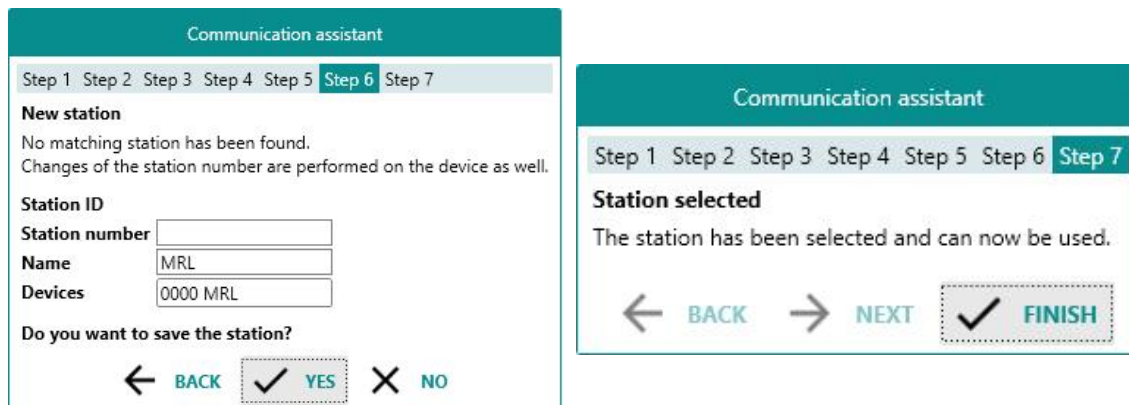 Communication assistant
Step 1 Step 2 Step 3 Step 4 Step 5 Step 6 Step 7
New station
No matching station has been found.
Changes of the station number are performed on the device as well.
Station ID
Station number
Name MRL
Devices 0000 MRL
Do you want to save the station?
BACK YES NO
Communication assistant
Step 1 Step 2 Step 3 Step 4 Step 5 Step 6 Step 7
Station selected
The station has been selected and can now be used.
BACK NEXT FINISH